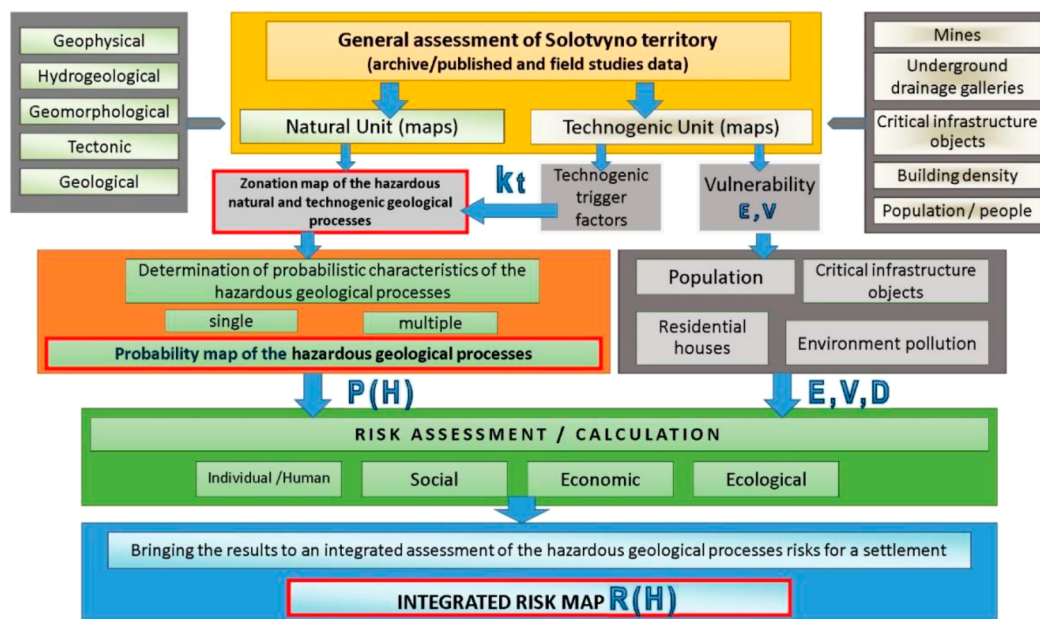 Geophysical
Hydrogeological
Geomorphological
Tectonic
Geological
General assessment of Solotvyno territory
(archive/published and field studies data)
Natural Unit (maps)
Technogenic Unit (maps)
Mines
Underground
drainage galleries
Critical infrastructure
objects
Building density
Population / people
Zonation map of the hazardous
natural and technogenic geological
processes
kt
Technogenic
trigger
factors
Vulnerability
E, V
Determination of probabilistic characteristics of the
hazardous geological processes
single
multiple
Probability map of the hazardous geological processes
Population
Critical infrastructure
objects
Residential
houses
Environment pollution
P(H)
E, V, D
RISK ASSESSMENT / CALCULATION
Individual /Human
Social
Economic
Ecological
Bringing the results to an integrated assessment of the hazardous geological processes risks for a settlement
INTEGRATED RISK MAP R(H)